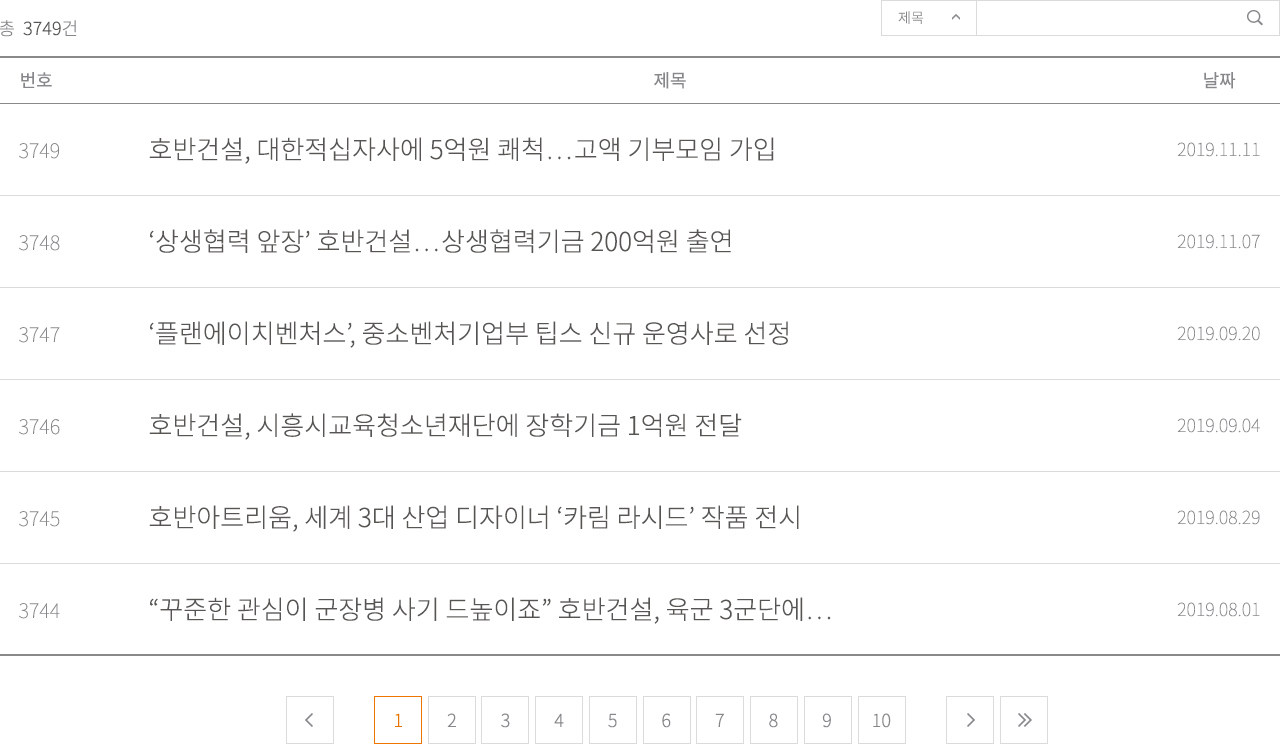 총 3749건
제목
번호 제목 날짜
3749 호반건설, 대한적십자사에 5억원 쾌척…고액 기부모임 가입 2019.11.11
3748 ‘상생협력 앞장’ 호반건설…상생협력기금 200억원 출연 2019.11.07
3747 ‘플랜에이치벤처스’, 중소벤처기업부 팁스 신규 운영사로 선정 2019.09.20
3746 호반건설, 시흥시교육청소년재단에 장학기금 1억원 전달 2019.09.04
3745 호반아트리움, 세계 3대 산업 디자이너 ‘카림 라시드’ 작품 전시 2019.08.29
3744 “꾸준한 관심이 군장병 사기 드높이죠” 호반건설, 육군 3군단에… 2019.08.01
1 2 3 4 5 6 7 8 9 10